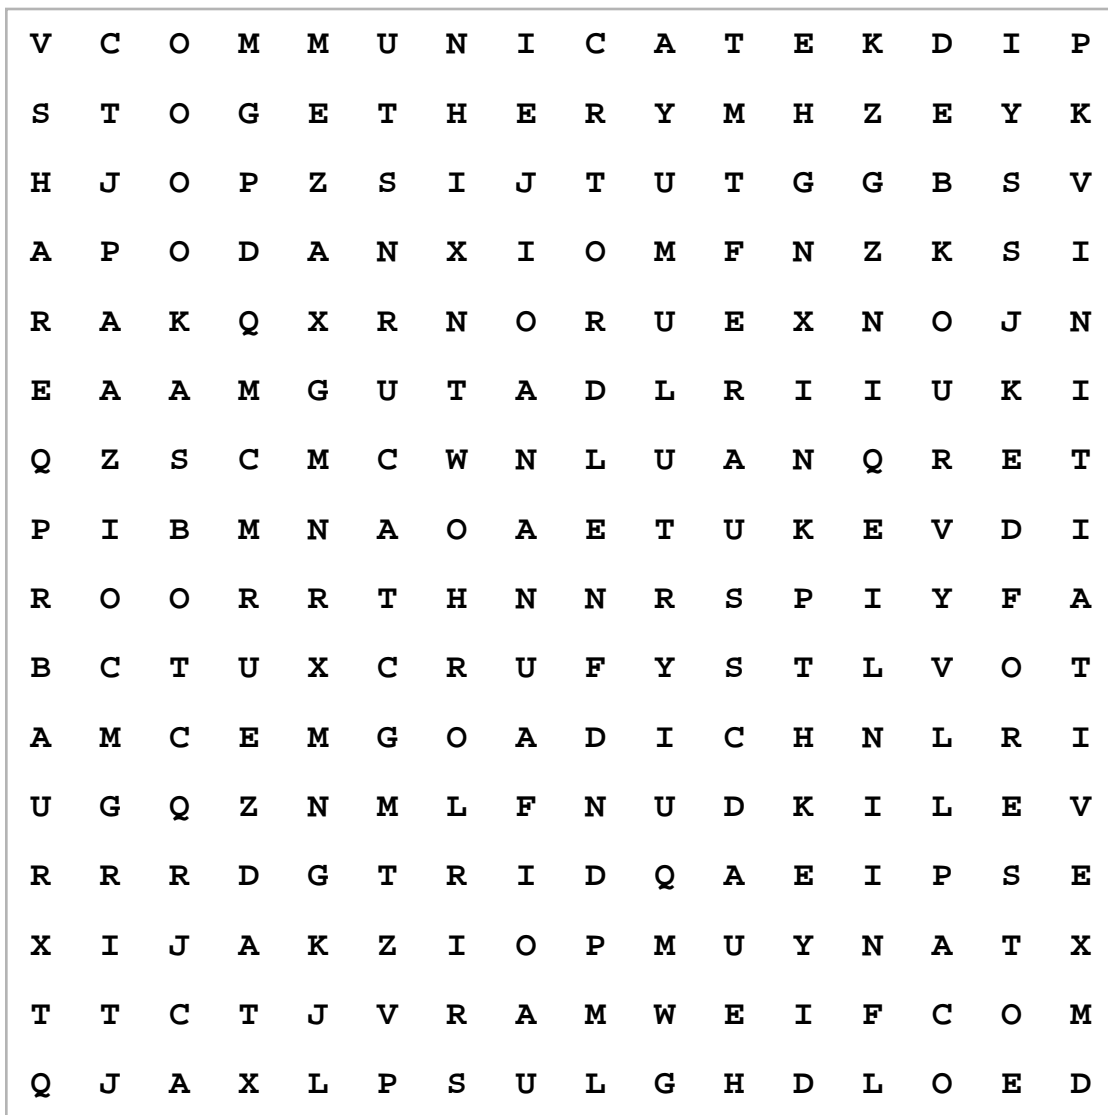 V C O M M U N I C A T E K D I P
S T O G E T H E R Y M H Z E Y K
H J O P Z S I J T U T G G B S V
A P O D A N X I O M F N Z K S I
R A K Q X R N O R U E X N O J N
E A A M G U T A D L R I I U K I
Q Z S C M C W N L U A N Q R E T
P I B M N A O A E T U K E V D I
R O O R R T H N N R S P I Y F A
B C T U X C R U F Y S T L V O T
A M C E M G O A D I C H N L R I
U G Q Z N M L F N U D K I L E V
R R R D G T R I D Q A E I P S E
X I J A K Z I O P M U Y N A T X
T T C T J V R A M W E I F C O M
Q J A X L P S U L G H D L O E D